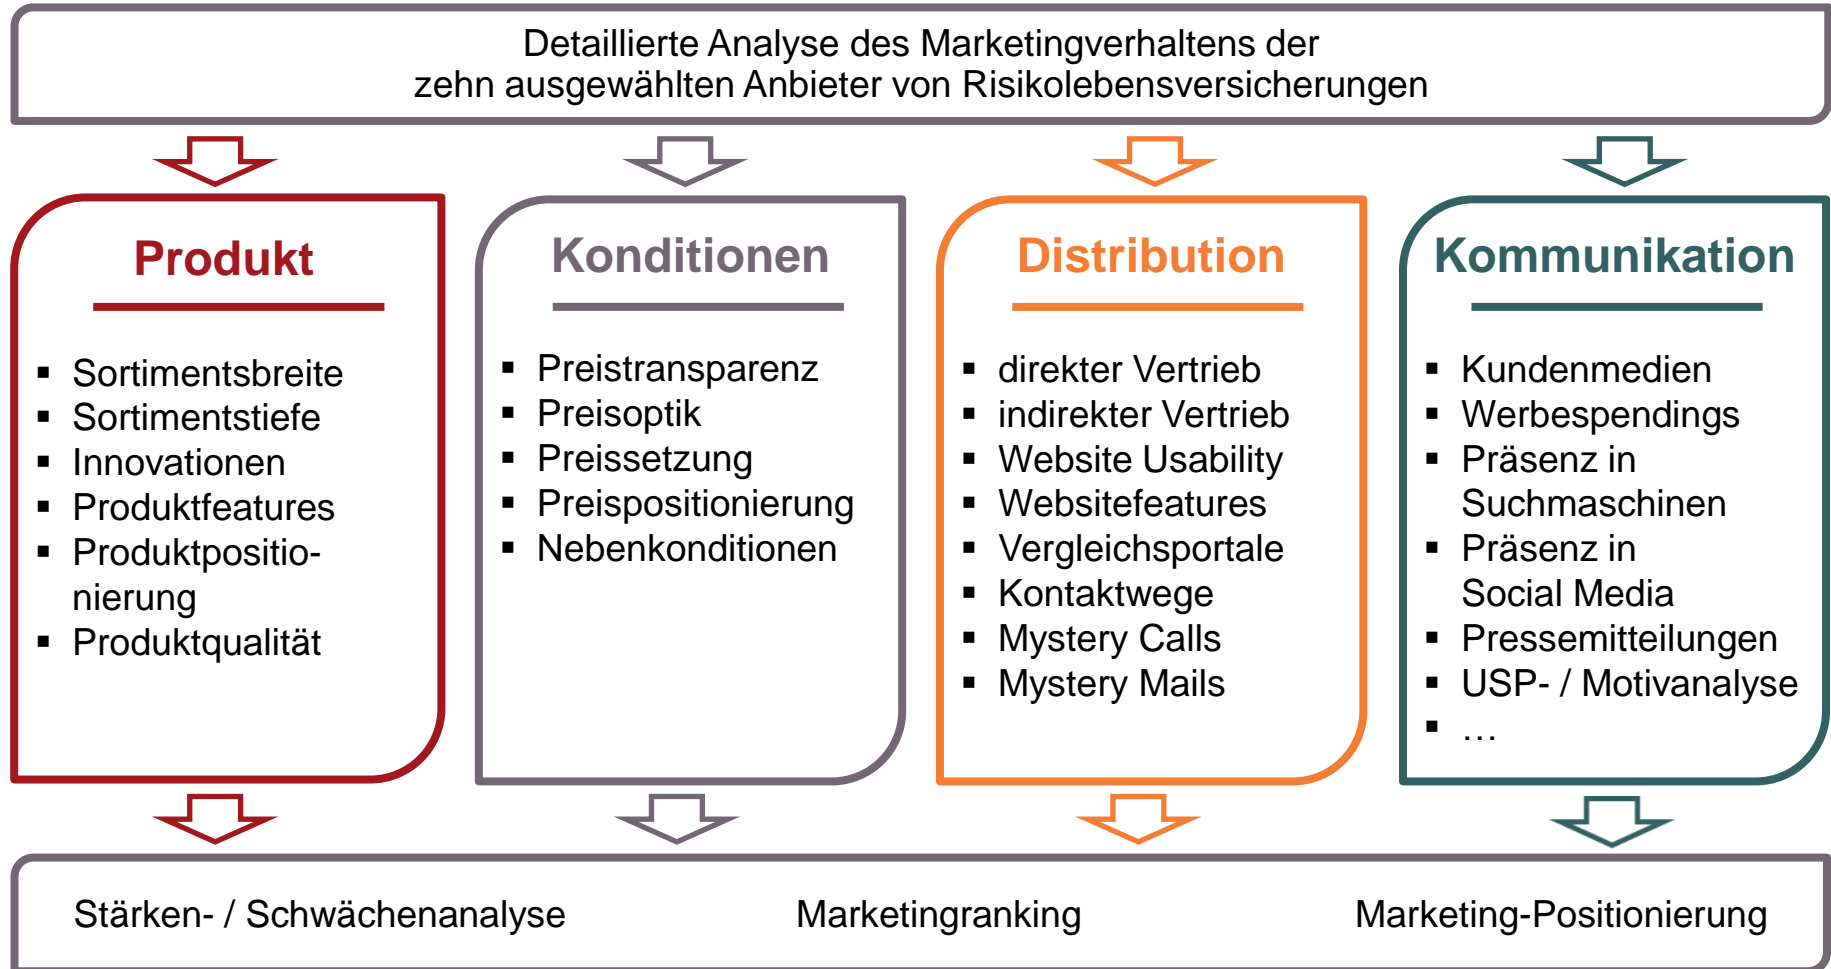 Detaillierte Analyse des Marketingverhaltens der
zehn ausgewählten Anbieter von Risikolebensversicherungen
Produkt
▪ Sortimentsbreite
▪ Sortimentstiefe
▪ Innovationen
▪ Produktfeatures
▪ Produktpositio-
nierung
▪ Produktqualität
Konditionen
▪ Preistransparenz
▪ Preisoptik
▪ Preissetzung
▪ Preispositionierung
▪ Nebenkonditionen
Distribution
▪ direkter Vertrieb
▪ indirekter Vertrieb
▪ Website Usability
▪ Websitefeatures
▪ Vergleichsportale
▪ Kontaktwege
▪ Mystery Calls
▪ Mystery Mails
Kommunikation
▪ Kundenmedien
▪ Werbespendings
▪ Präsenz in
Suchmaschinen
▪ Präsenz in
Social Media
▪ Pressemitteilungen
▪ USP- / Motivanalyse
▪ …
Stärken- / Schwächenanalyse
Marketingranking
Marketing-Positionierung